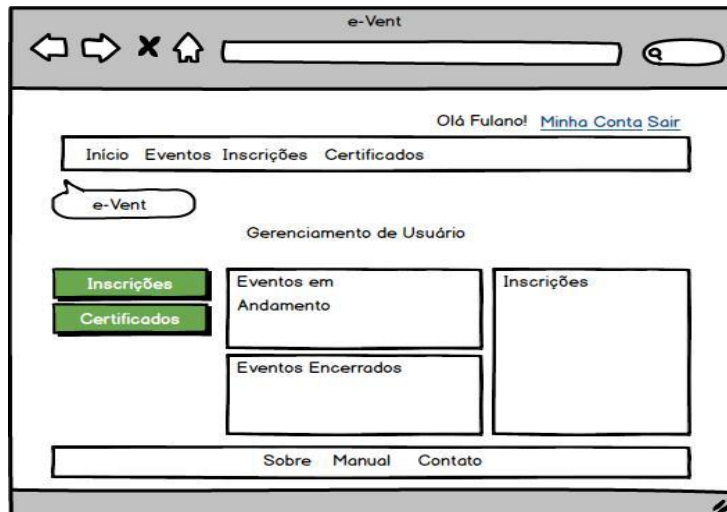 e-Vent
Olá Fulano! Minha Conta Sair
Início Eventos Inscrições Certificados
e-Vent
Gerenciamento de Usuário
Inscrições
Certificados
Eventos em
Andamento
Eventos Encerrados
Inscrições
Sobre Manual Contato